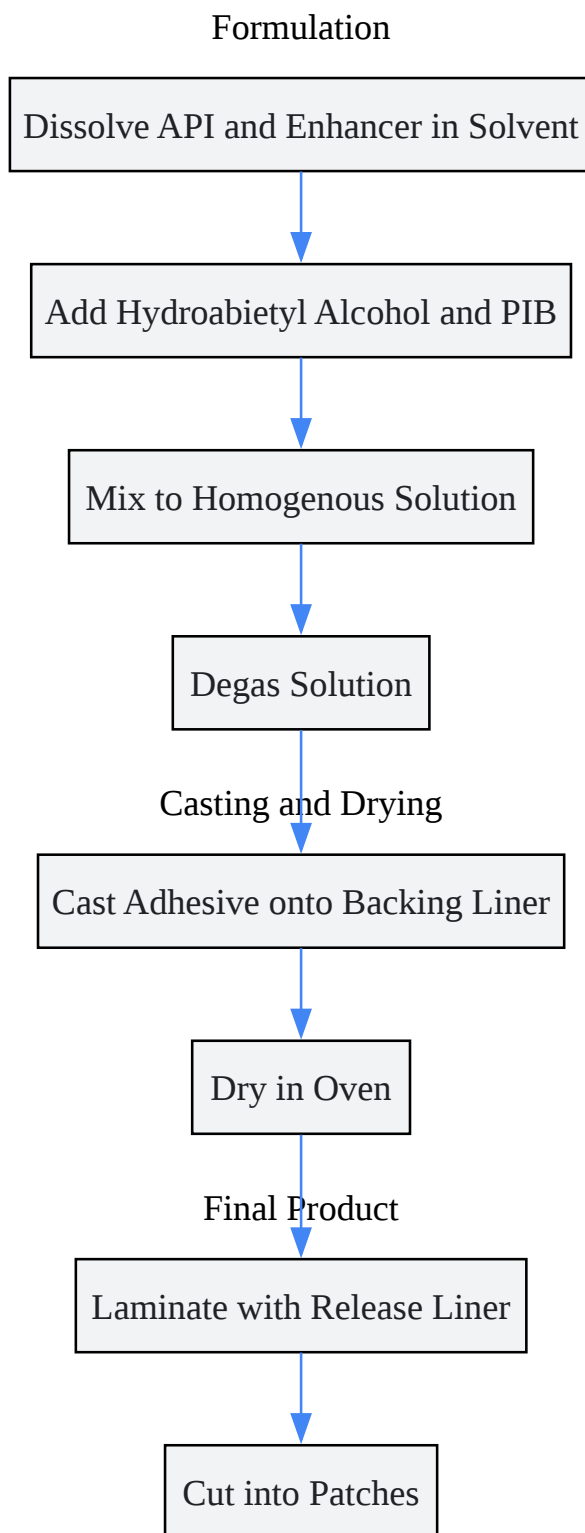 Formulation
Dissolve API and Enhancer in Solvent
Add Hydroabietyl Alcohol and PIB
Mix to Homogenous Solution
Degas Solution
Casting and Drying
Cast Adhesive onto Backing Liner
Dry in Oven
Final Product
Laminate with Release Liner
Cut into Patches